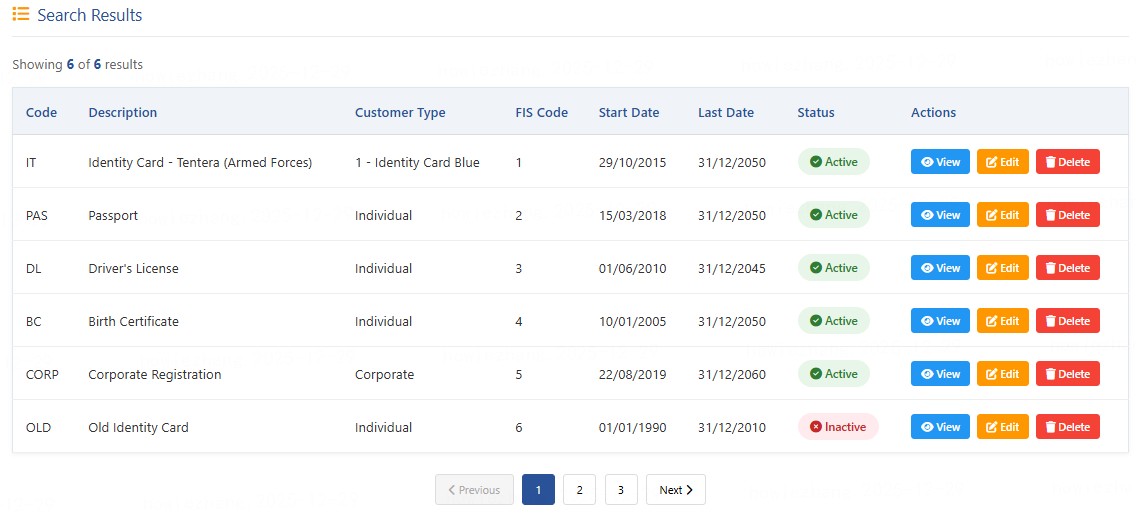 Search Results
Showing 6 of 6 results
Code Description Customer Type FIS Code Start Date Last Date Status Actions
IT Identity Card - Tentera (Armed Forces) 1 - Identity Card Blue 1 29/10/2015 31/12/2050 Active View Edit Delete
PAS Passport Individual 2 15/03/2018 31/12/2050 Active View Edit Delete
DL Driver's License Individual 3 01/06/2010 31/12/2045 Active View Edit Delete
BC Birth Certificate Individual 4 10/01/2005 31/12/2050 Active View Edit Delete
CORP Corporate Registration Corporate 5 22/08/2019 31/12/2060 Active View Edit Delete
OLD Old Identity Card Individual 6 01/01/1990 31/12/2010 Inactive View Edit Delete
Previous 1 2 3 Next